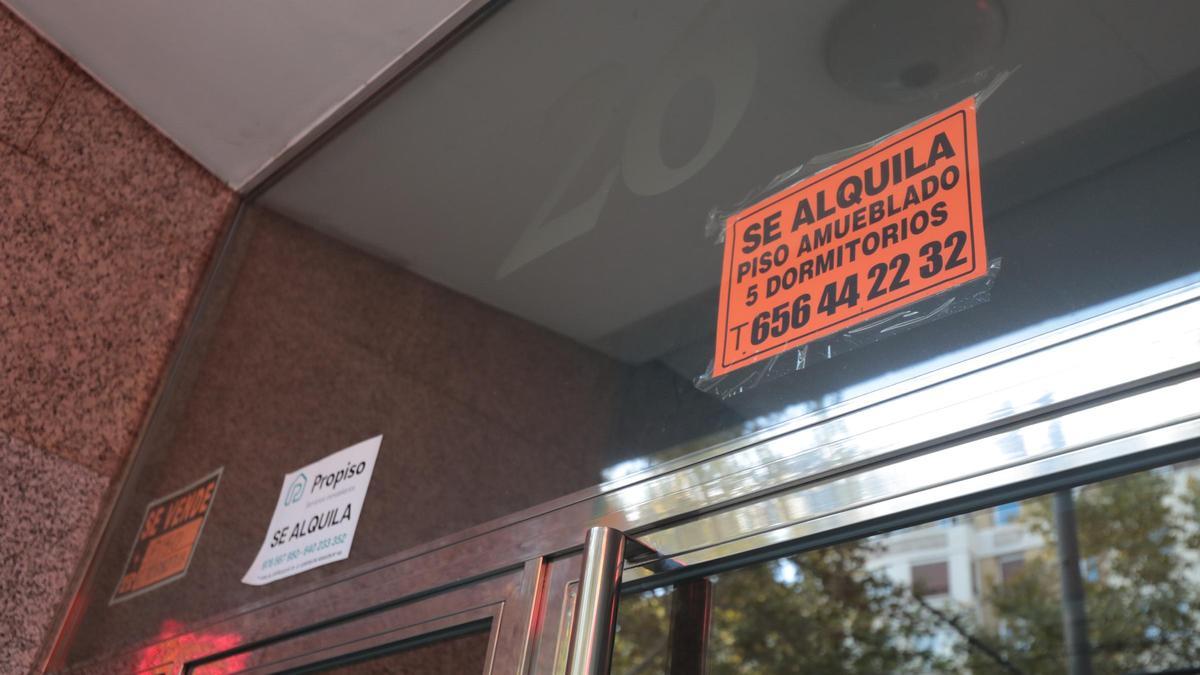 20
SE ALQUILA
PISO AMUEBLADO
5 DORMITORIOS
T. 656 44 22 32
Propiso
SE ALQUILA
SE VENDE